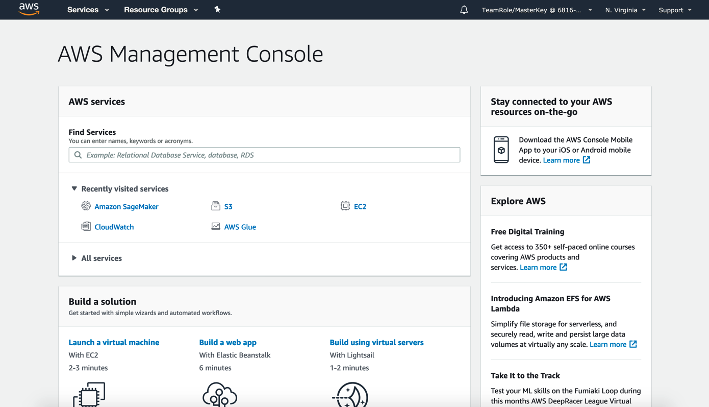 aws
Services
Resource Groups
TeamRole/MasterKey @ 6816-...
N. Virginia
Support
AWS Management Console
AWS services
Find Services
You can enter names, keywords or acronyms.
Example: Relational Database Service, database, RDS
Recently visited services
Amazon SageMaker
S3
EC2
CloudWatch
AWS Glue
All services
Build a solution
Get started with simple wizards and automated workflows.
Launch a virtual machine
With EC2
2-3 minutes
Build a web app
With Elastic Beanstalk
6 minutes
Build using virtual servers
With Lightsail
1-2 minutes
Stay connected to your AWS
resources on-the-go
Download the AWS Console Mobile
App to your iOS or Android mobile
device. Learn more
Explore AWS
Free Digital Training
Get access to 350+ self-paced online courses
covering AWS products and
services. Learn more
Introducing Amazon EFS for AWS
Lambda
Simplify file storage for serverless, and
securely read, write and persist large data
volumes at virtually any scale. Learn more
Take It to the Track
Test your ML skills on the Fumiaki Loop during
this months AWS DeepRacer League Virtual